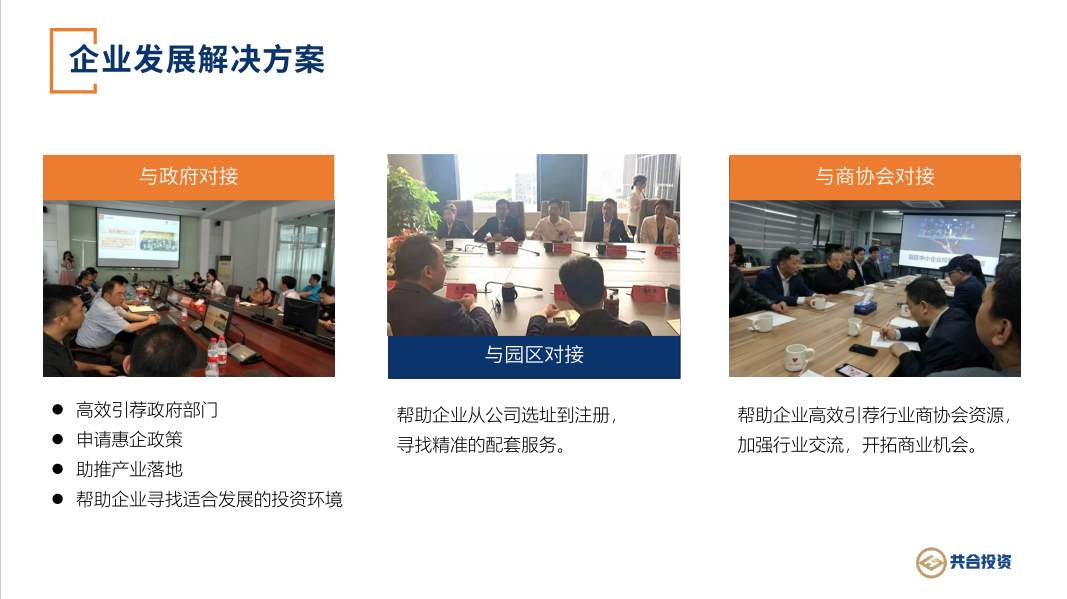 企业发展解决方案
与政府对接
高效引荐政府部门
申请惠企政策
助推产业落地
帮助企业寻找适合发展的投资环境
与园区对接
帮助企业从公司选址到注册，
寻找精准的配套服务。
与商协会对接
帮助企业高效引荐行业商协会资源，
加强行业交流，开拓商业机会。
共合投资